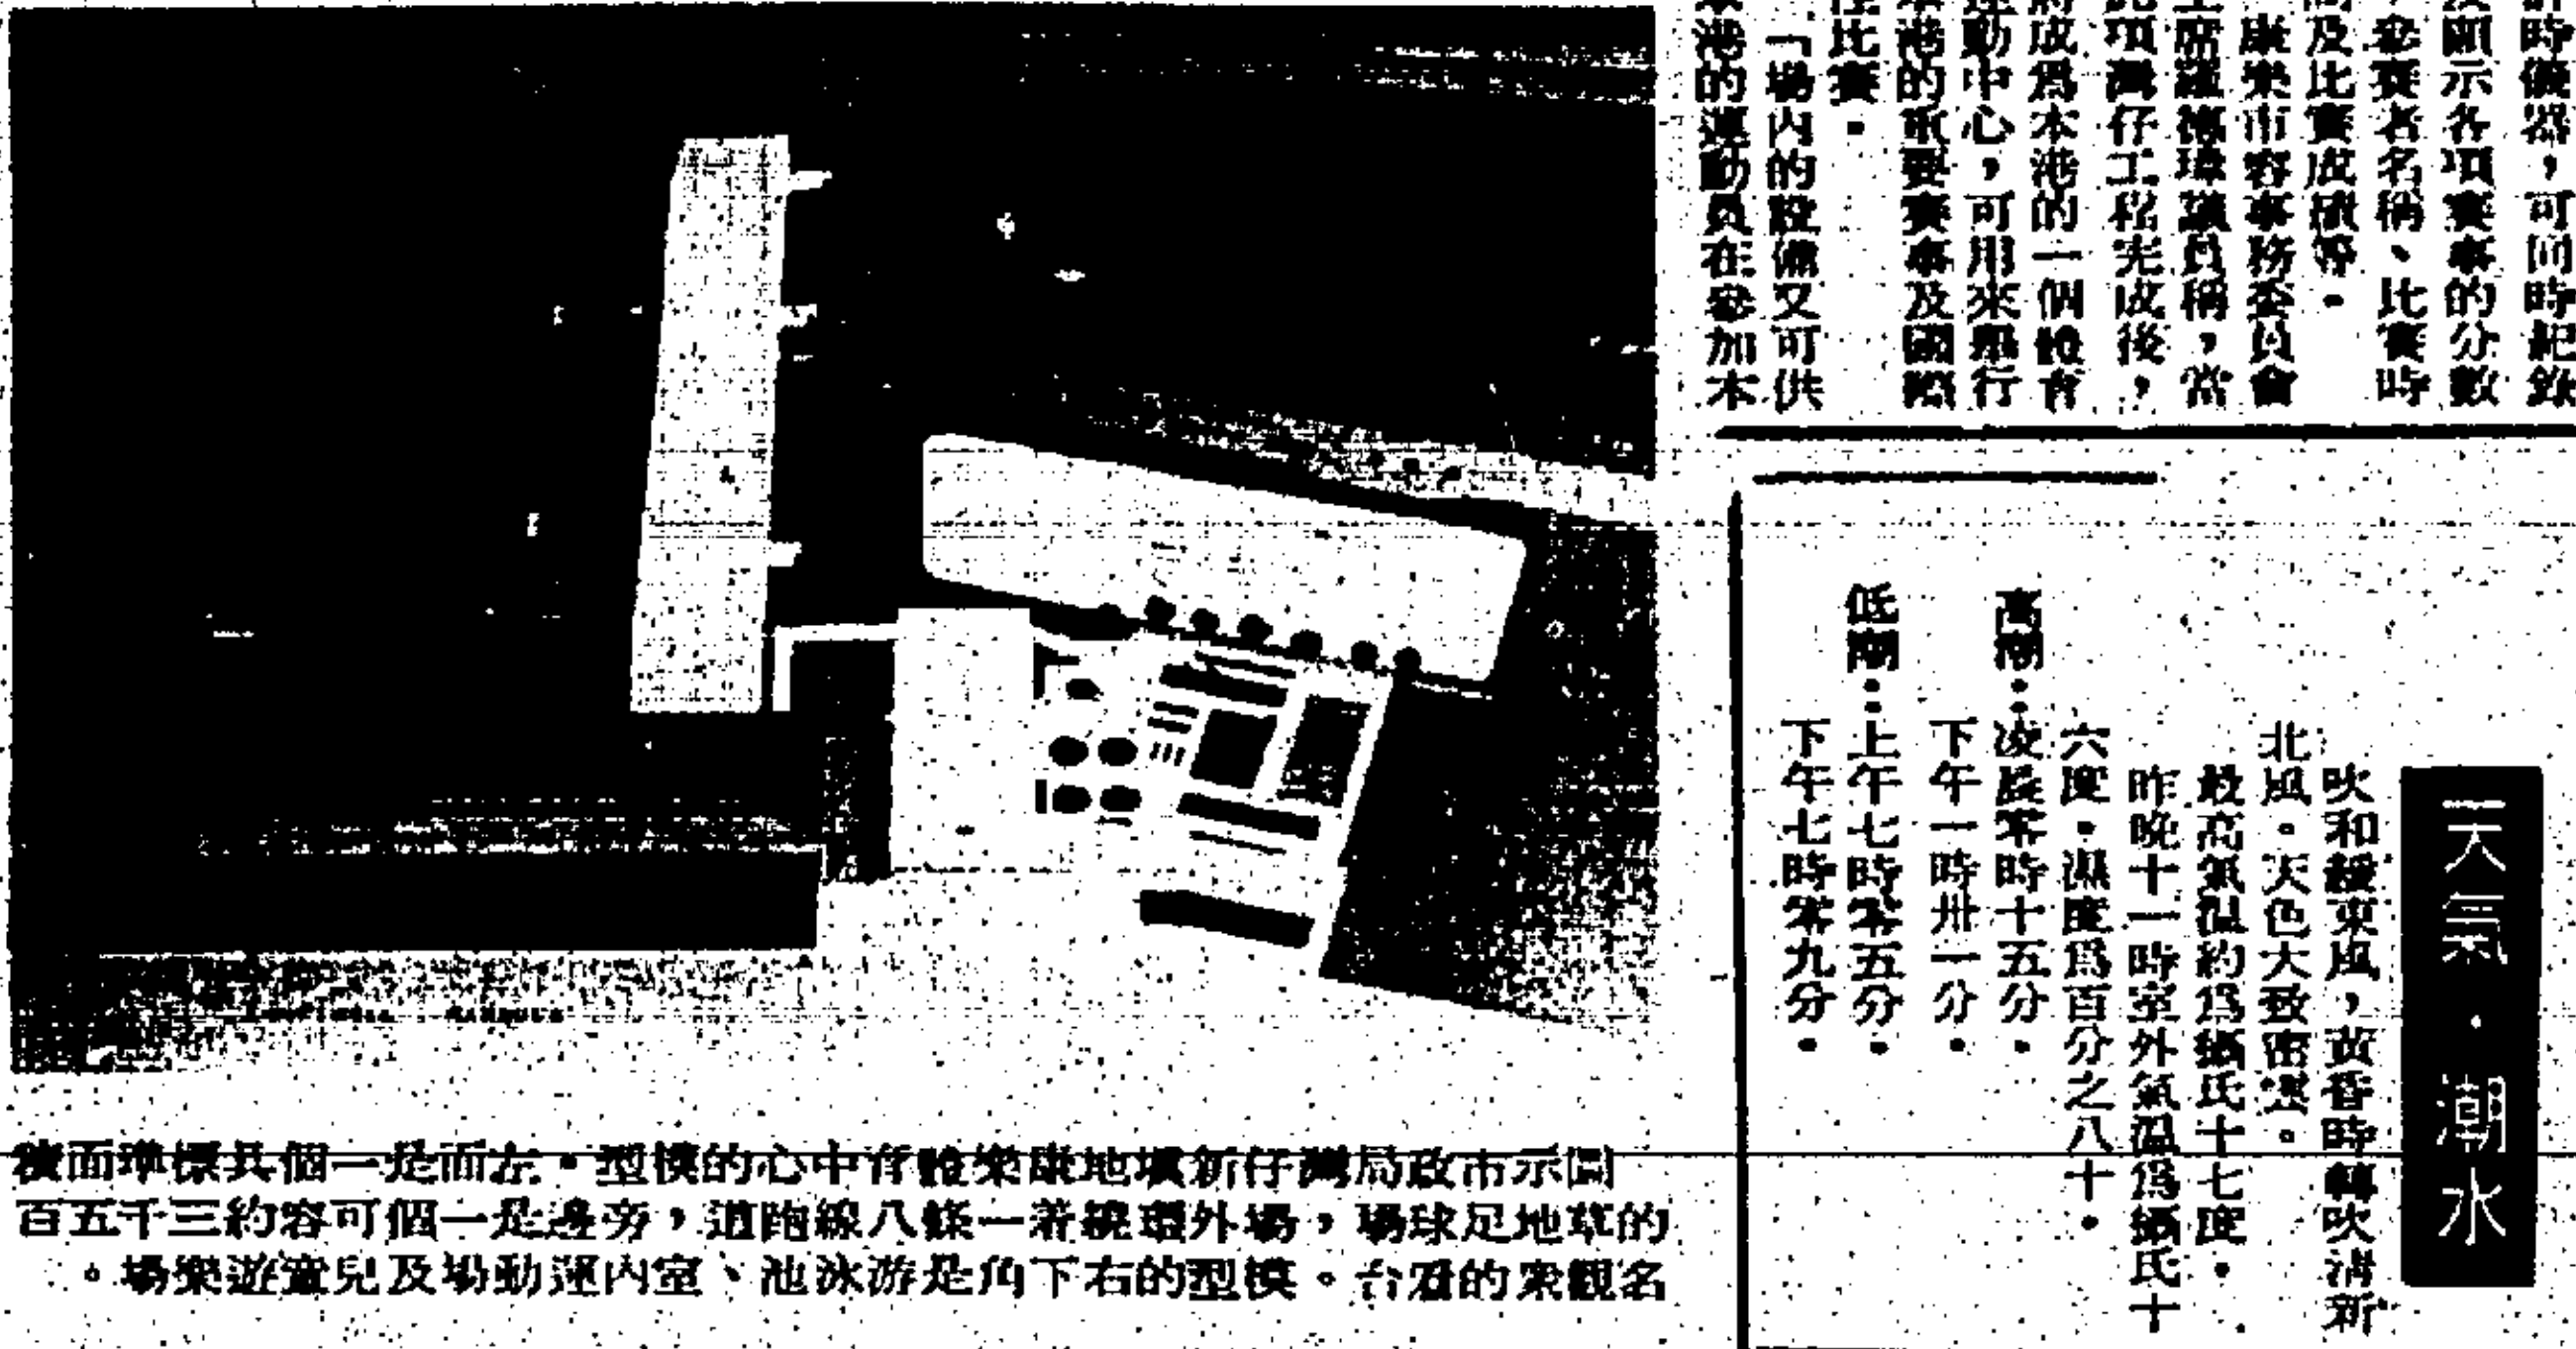 計時儀器，可同時紀錄
及顯示各項賽事的分數
、參賽者名稱、比賽時
間及比賽成績等。
康樂市容事務委員會
主席羅德瑋議員稱，當
此項灣仔工程完成後，
將成爲本港的一個體育
運動中心，可用來舉行
本港的重要賽事及國際
性比賽。
「場內的設備又可供
本港的運動員在參加本
天氣·潮水
吹和緩東風，黃昏時轉吹清新
北風。天色大致密雲。
最高氣溫約爲攝氏十七度。
昨晚十一時室外氣溫爲攝氏十
六度。濕度爲百分之八十。
高潮：凌晨零時十五分。
下午一時卅一分。
低潮：上午七時零五分。
下午七時零九分。
圖示市政局灣仔新塡地康樂體育中心的模型。左面是一個具標準面積
的草地足球場，場外環繞着一條八線跑道，旁邊是一個可容約三千五百
名觀衆的看台。模型的右下角是游泳池、室內運動場及兒童遊樂場。